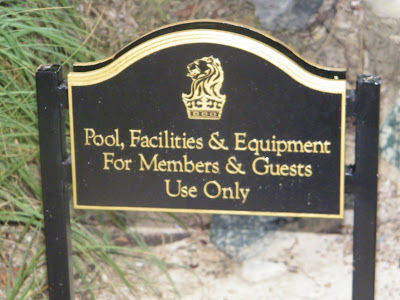 Pool, Facilities & Equipment
For Members & Guests
Use Only